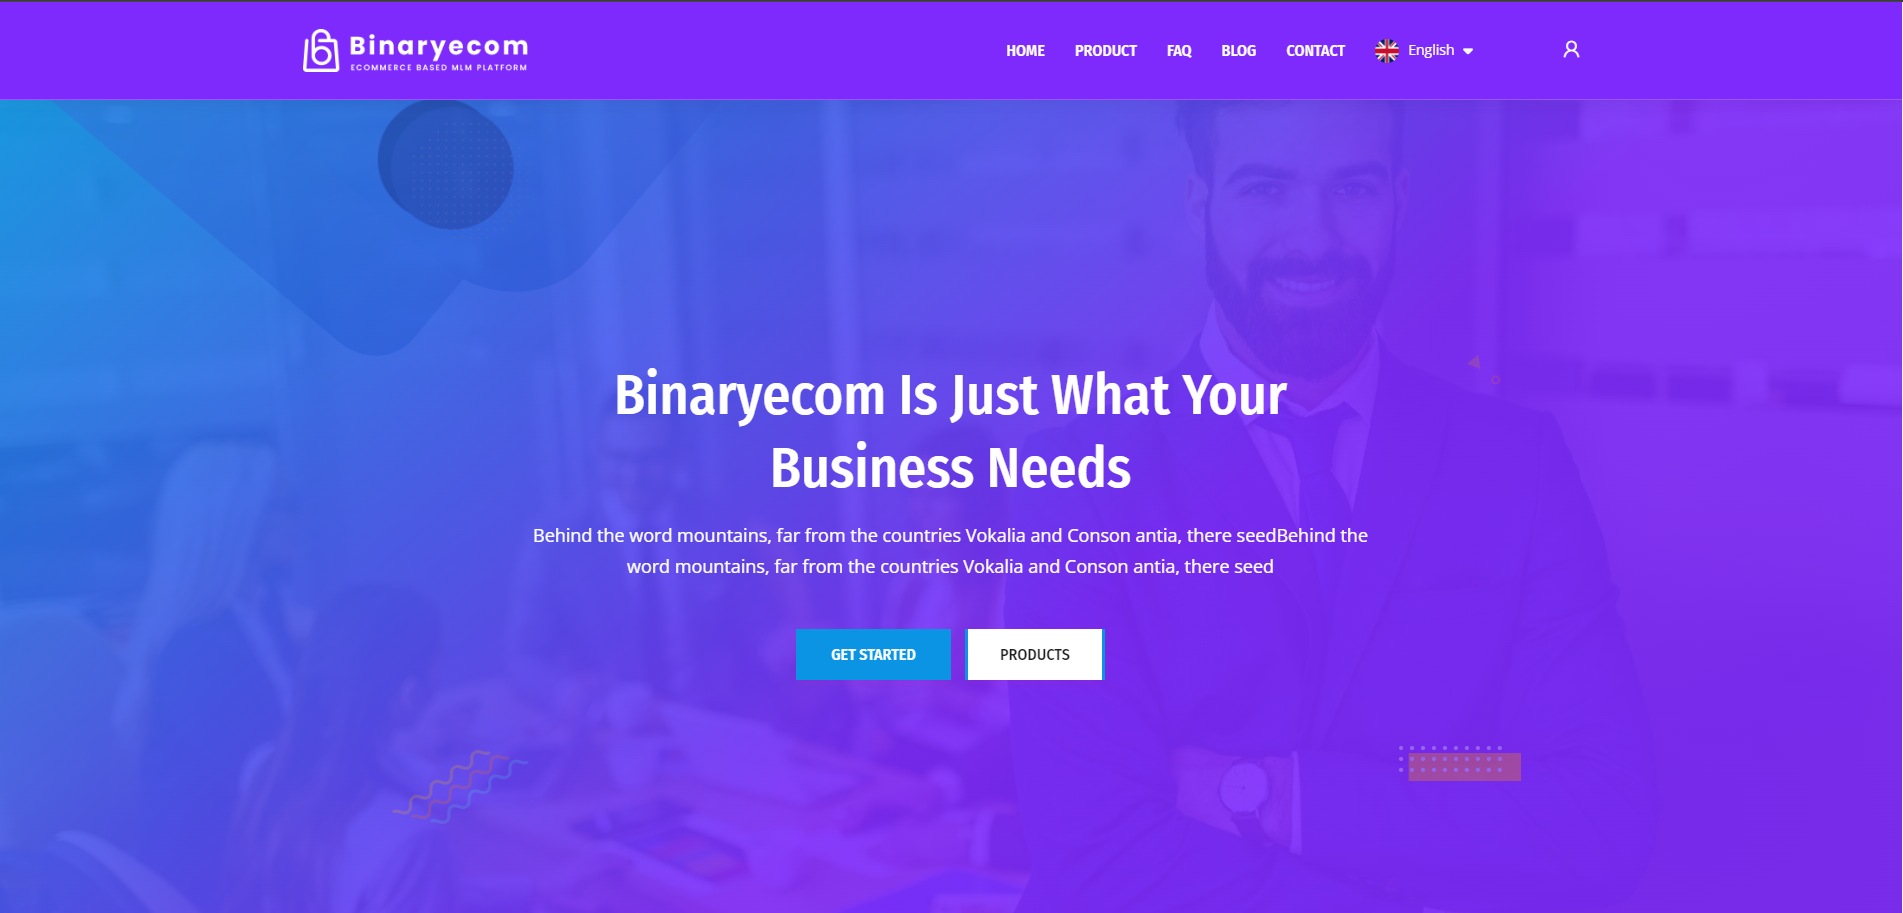 Binaryecom
ECOMMERCE BASED MLM PLATFORM
HOME PRODUCT FAQ BLOG CONTACT English
Binaryecom Is Just What Your
Business Needs
Behind the word mountains, far from the countries Vokalia and Conson antia, there seedBehind the
word mountains, far from the countries Vokalia and Conson antia, there seed
GET STARTED PRODUCTS